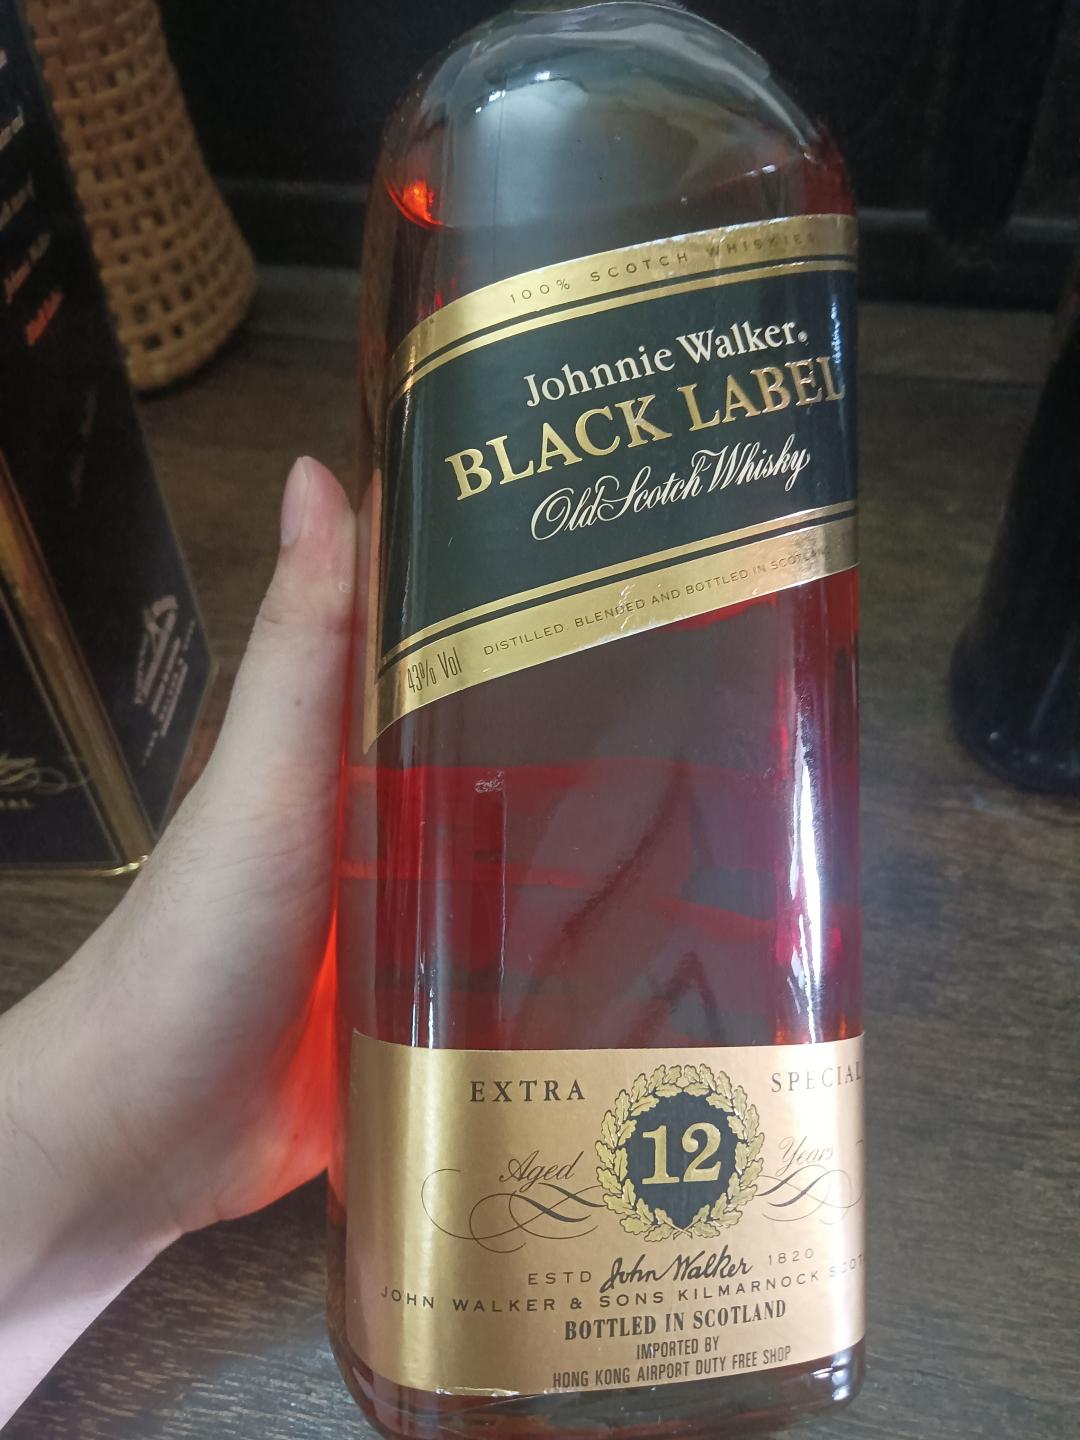 100% SCOTCH WHISKIES
Johnnie Walker.
BLACK LABEL
Old Scotch Whisky
DISTILLED, BLENDED AND BOTTLED IN SCOTLAND
43% Vol
EXTRA SPECIAL
Aged 12 Years
ESTD John Walker 1820
JOHN WALKER & SONS KILMARNOCK SCOT
BOTTLED IN SCOTLAND
IMPORTED BY
HONG KONG AIRPORT DUTY FREE SHOP